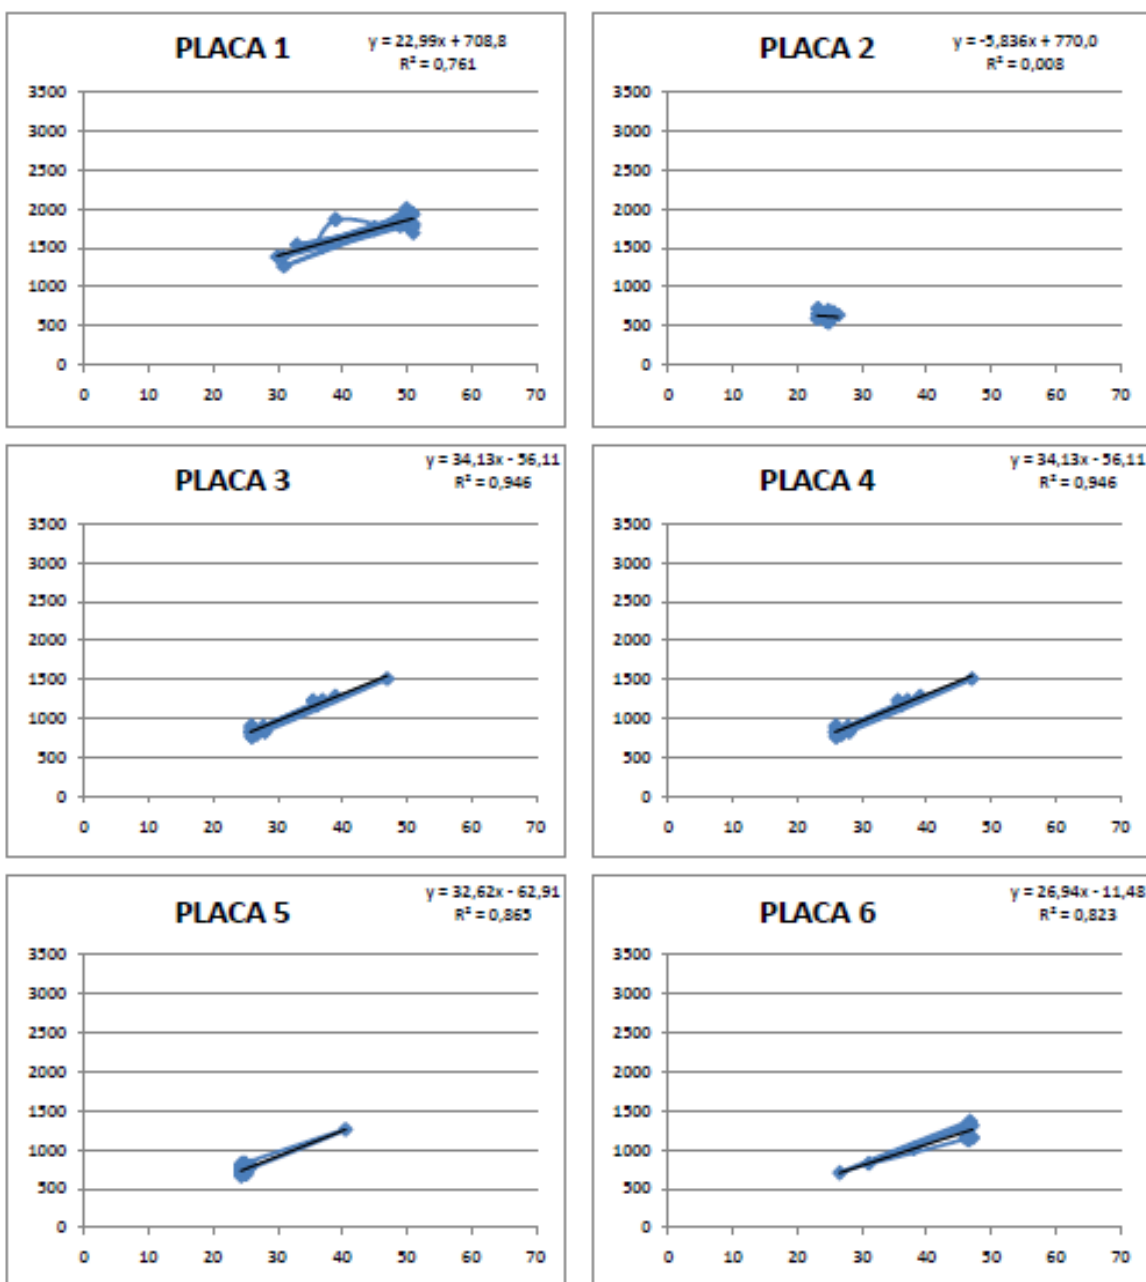 PLACA 1
y = 22,99x + 708,8
R² = 0,761
3500
3000
2500
2000
1500
1000
500
0
0 10 20 30 40 50 60 70
PLACA 2
y = -5,836x + 770,0
R² = 0,008
3500
3000
2500
2000
1500
1000
500
0
0 10 20 30 40 50 60 70
PLACA 3
y = 34,13x - 56,11
R² = 0,946
3500
3000
2500
2000
1500
1000
500
0
0 10 20 30 40 50 60 70
PLACA 4
y = 34,13x - 56,11
R² = 0,946
3500
3000
2500
2000
1500
1000
500
0
0 10 20 30 40 50 60 70
PLACA 5
y = 32,62x - 62,91
R² = 0,865
3500
3000
2500
2000
1500
1000
500
0
0 10 20 30 40 50 60 70
PLACA 6
y = 26,94x - 11,48
R² = 0,823
3500
3000
2500
2000
1500
1000
500
0
0 10 20 30 40 50 60 70